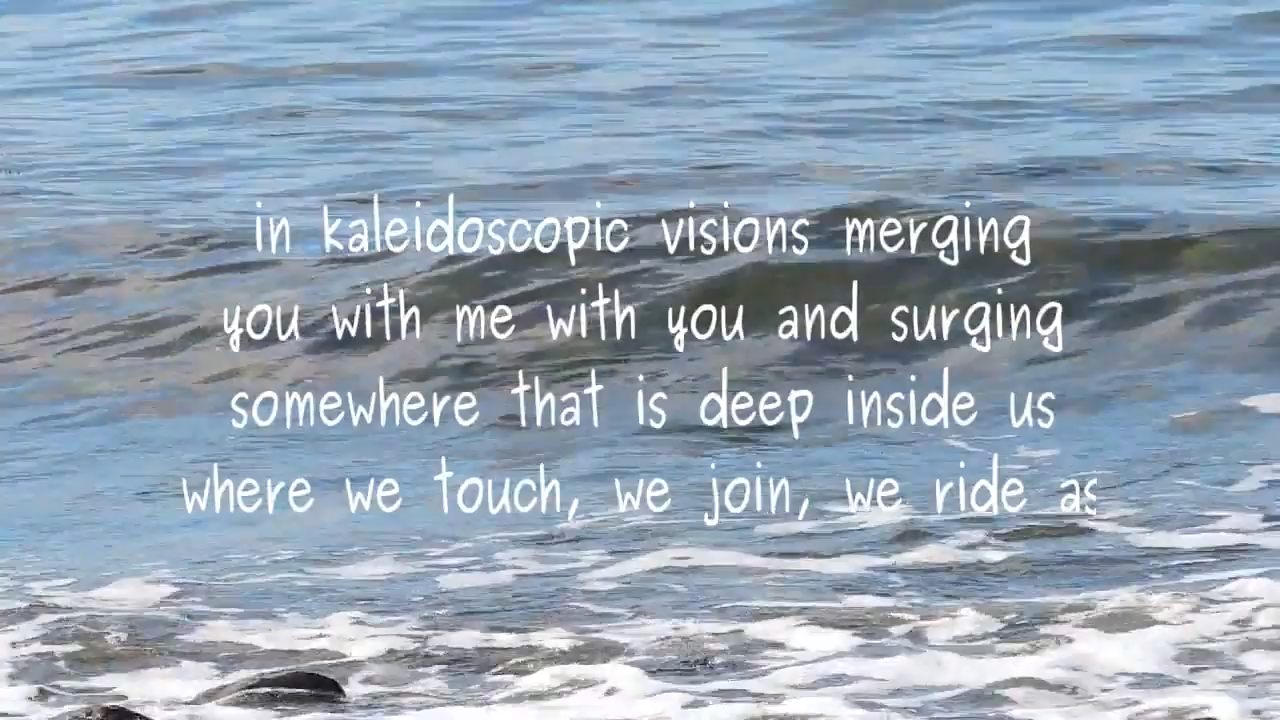 in kaleidoscopic visions merging
you with me with you and surging
somewhere that is deep inside us
where we touch, we join, we ride as